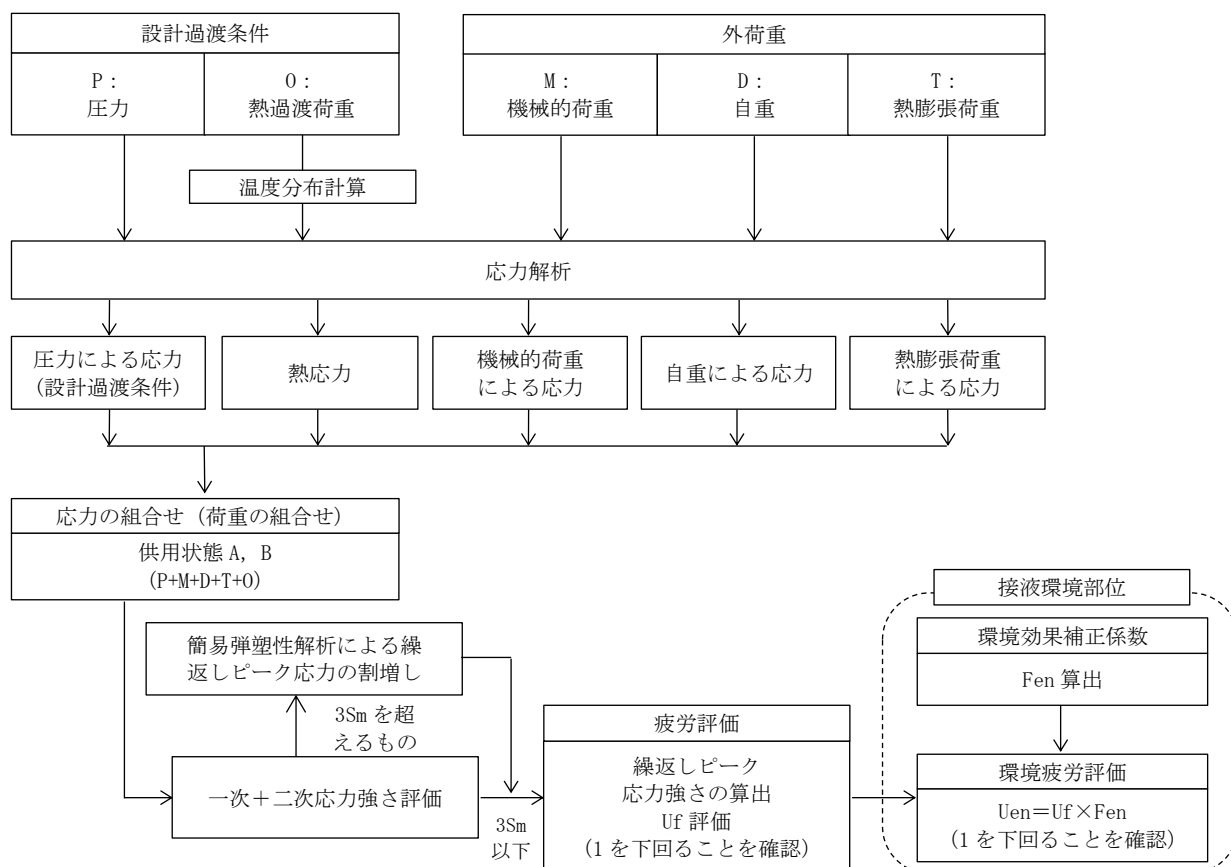 設計過渡条件
外荷重
P：
圧力
O：
熱過渡荷重
M：
機械的荷重
D：
自重
T：
熱膨張荷重
温度分布計算
応力解析
圧力による応力
(設計過渡条件)
熱応力
機械的荷重
による応力
自重による応力
熱膨張荷重
による応力
応力の組合せ（荷重の組合せ）
供用状態 A, B
(P+M+D+T+O)
簡易弾塑性解析による繰
返しピーク応力の割増し
3Sm を超
えるもの
一次＋二次応力強さ評価
3Sm
以下
疲労評価
繰返しピーク
応力強さの算出
Uf 評価
(1 を下回ることを確認)
接液環境部位
環境効果補正係数
Fen 算出
環境疲労評価
Uen＝Uf×Fen
(1 を下回ることを確認)